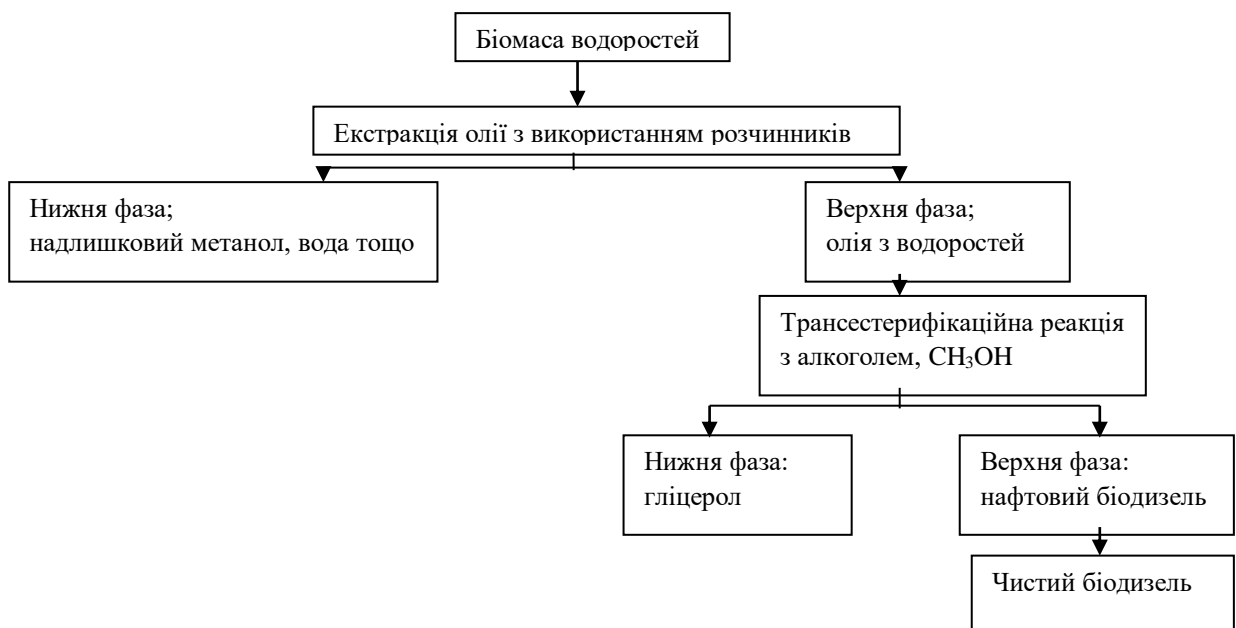 Біомаса водоростей
Екстракція олії з використанням розчинників
Нижня фаза;
надлишковий метанол, вода тощо
Верхня фаза;
олія з водоростей
Трансестерифікаційна реакція
з алкоголем, CH₃OH
Нижня фаза:
гліцерол
Верхня фаза:
нафтовий біодизель
Чистий біодизель